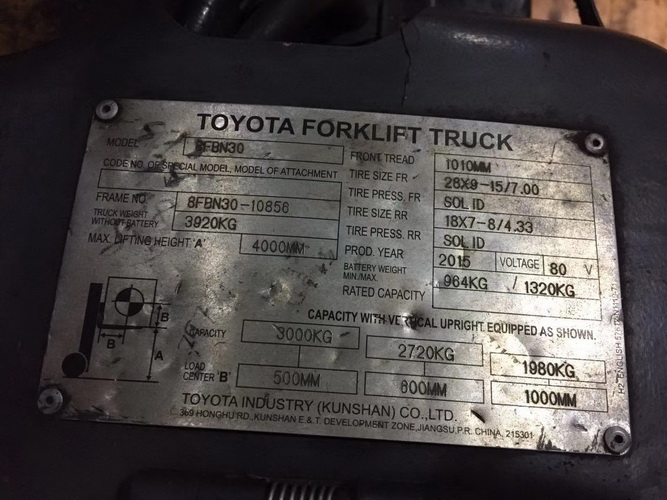 TOYOTA FORKLIFT TRUCK
MODEL 8FBN30
CODE NO. OF SPECIAL MODEL, MODEL OF ATTACHMENT
FRAME NO. 8FBN30-10856
TRUCK WEIGHT WITHOUT BATTERY 3920KG
MAX. LIFTING HEIGHT 'A' 4000MM
FRONT TREAD 1010MM
TIRE SIZE FR 28X9-15/7.00
TIRE PRESS. FR SOLID
TIRE SIZE RR 18X7-8/4.33
TIRE PRESS. RR SOLID
PROD. YEAR 2015 VOLTAGE 80 V
BATTERY WEIGHT MIN./MAX. 964KG / 1320KG
RATED CAPACITY
CAPACITY WITH VERTICAL UPRIGHT EQUIPPED AS SHOWN.
B
B
A
CAPACITY 3000KG 2720KG 1980KG
LOAD CENTER 'B' 500MM 600MM 1000MM
TOYOTA INDUSTRY (KUNSHAN) CO., LTD.
369 HONGHU RD., KUNSHAN E & T. DEVELOPMENT ZONE, JIANGSU. P.R. CHINA, 215301